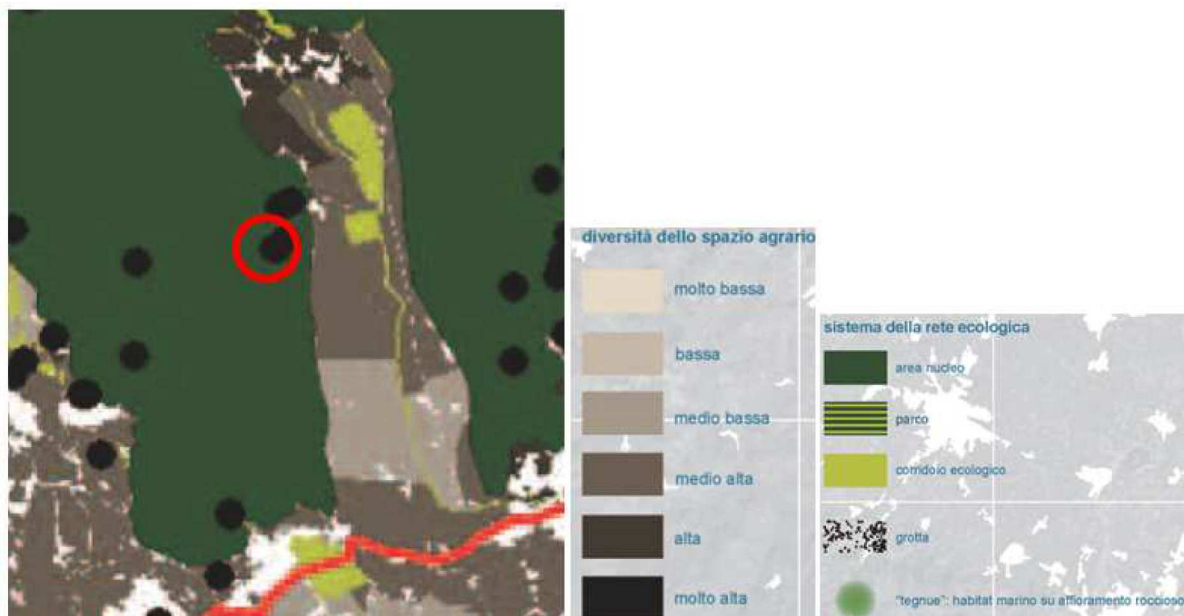 diversità dello spazio agrario
molto bassa
bassa
medio bassa
medio alta
alta
molto alta
sistema della rete ecologica
area nucleo
parco
corridoio ecologico
grotta
"tegnue": habitat marino su affioramento roccioso